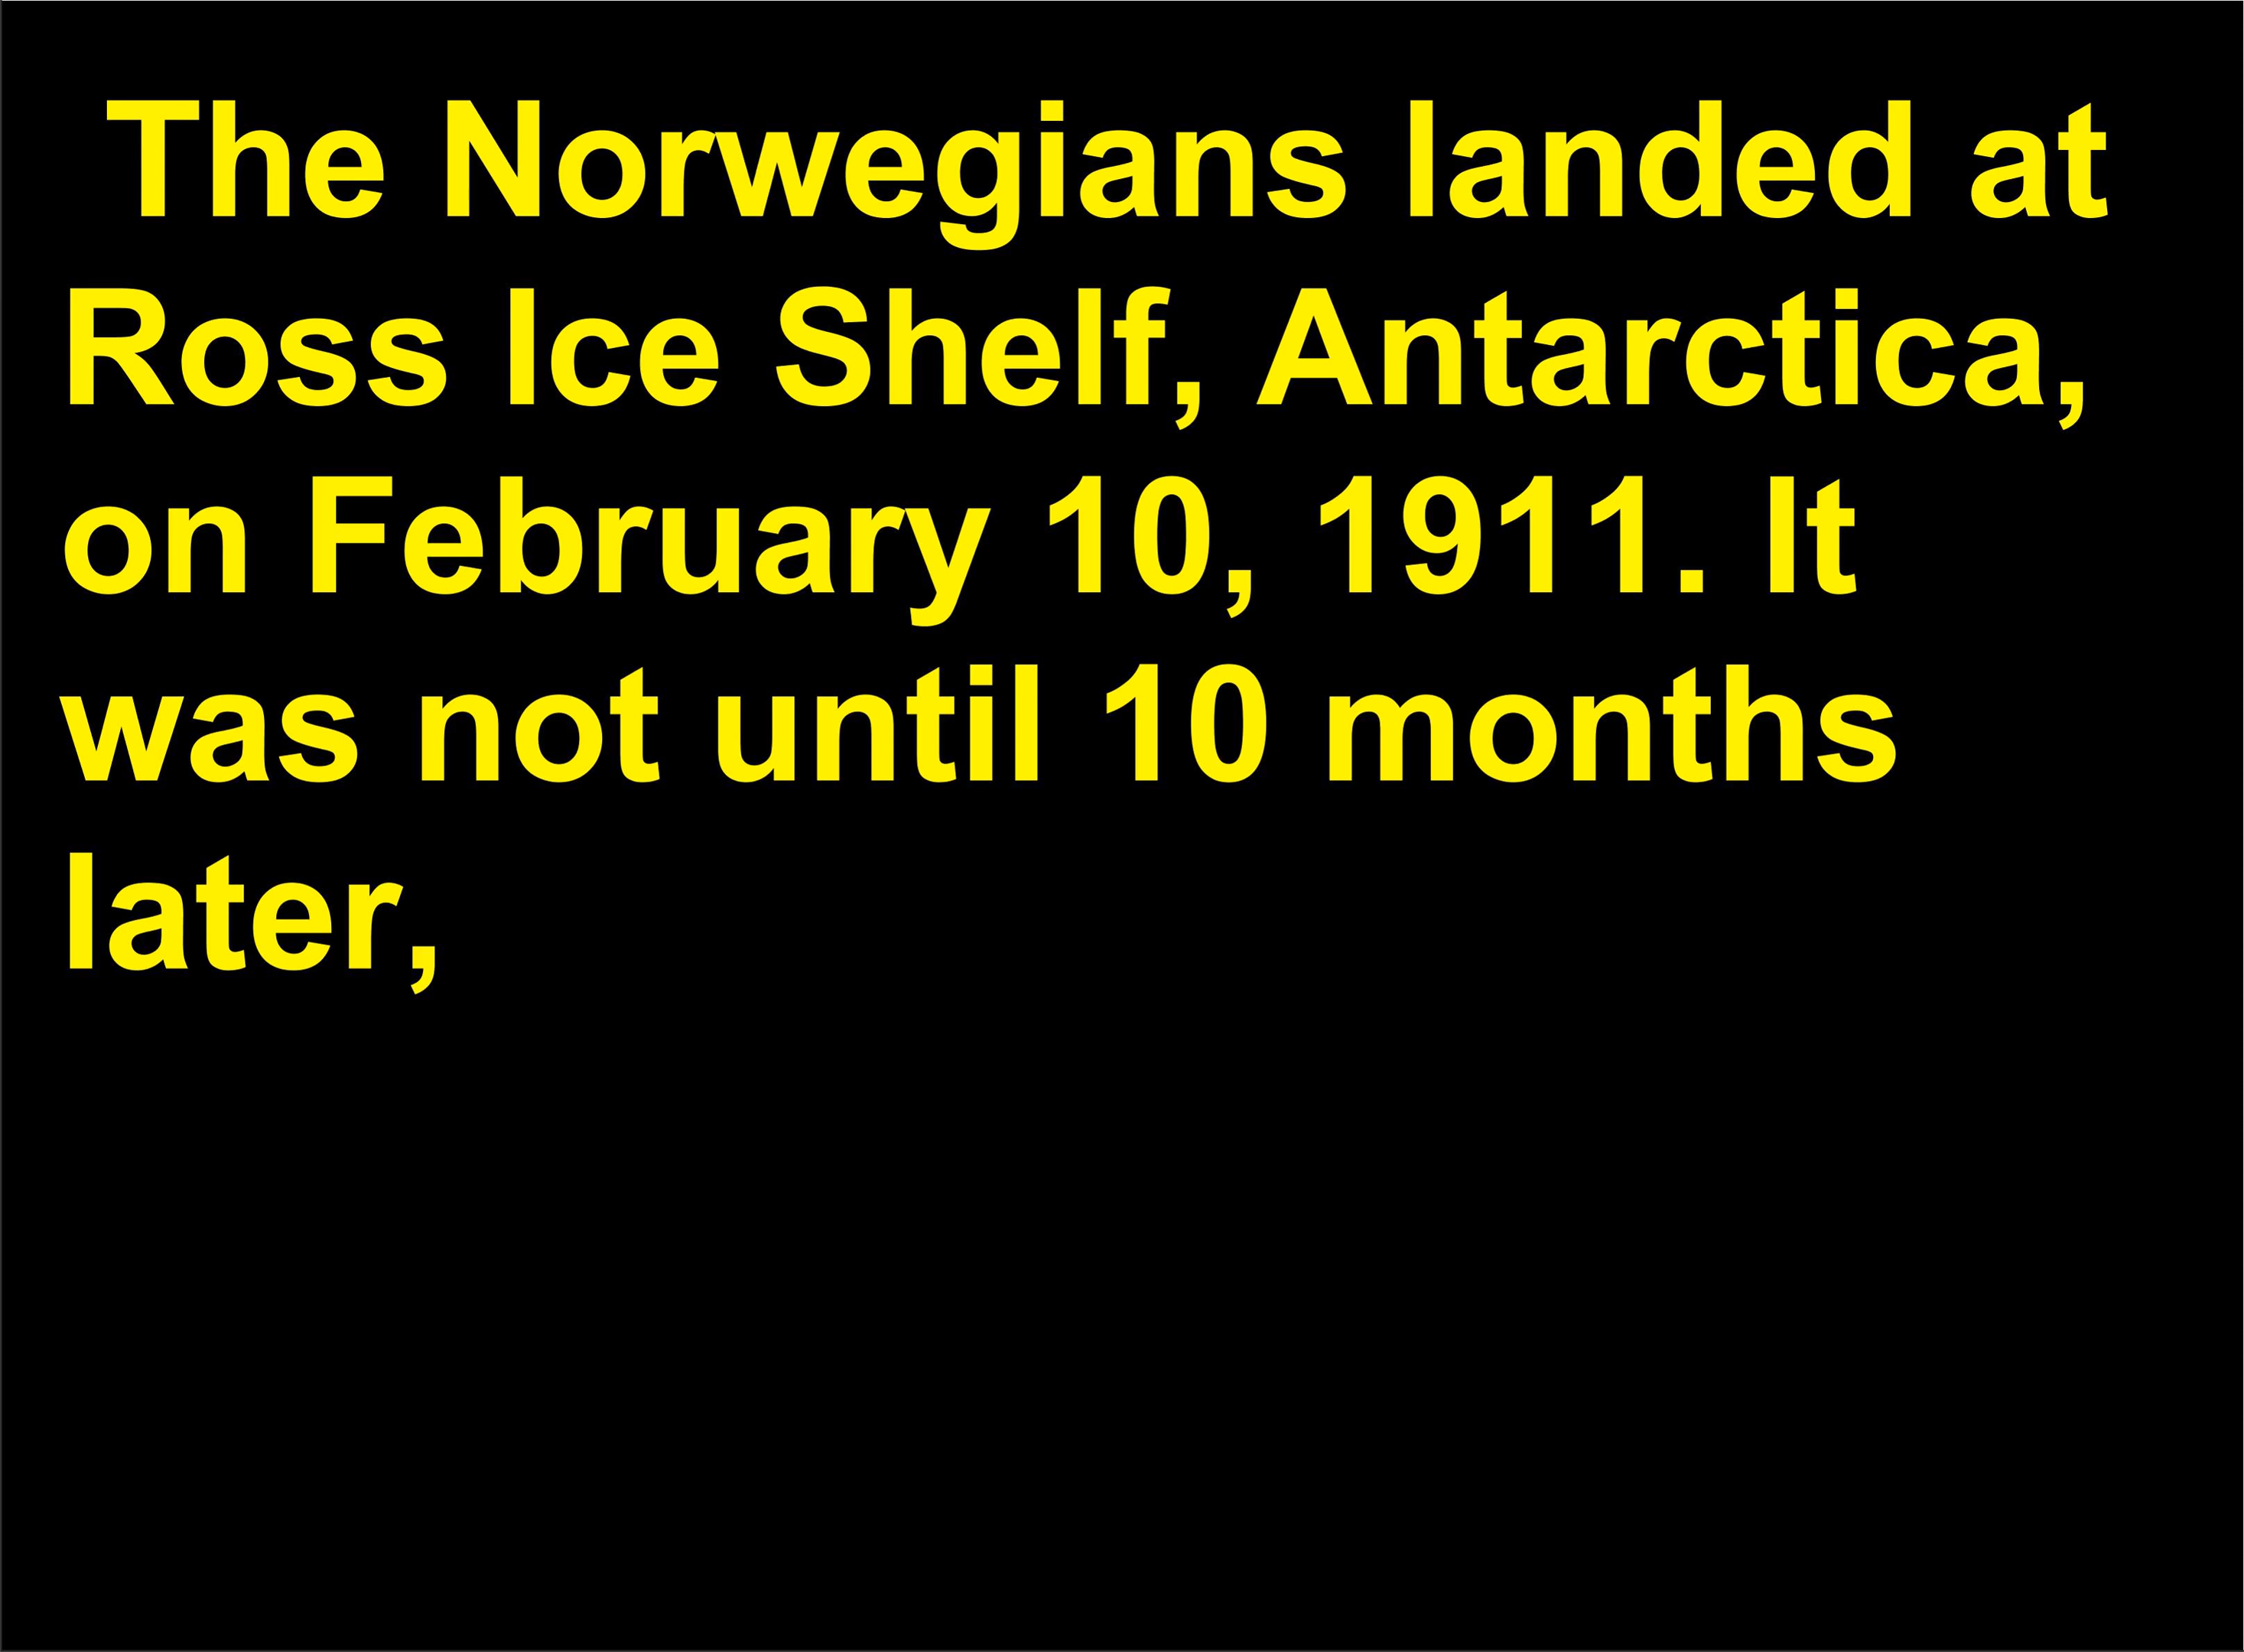 The Norwegians landed at
Ross Ice Shelf, Antarctica,
on February 10, 1911. It
was not until 10 months
later,